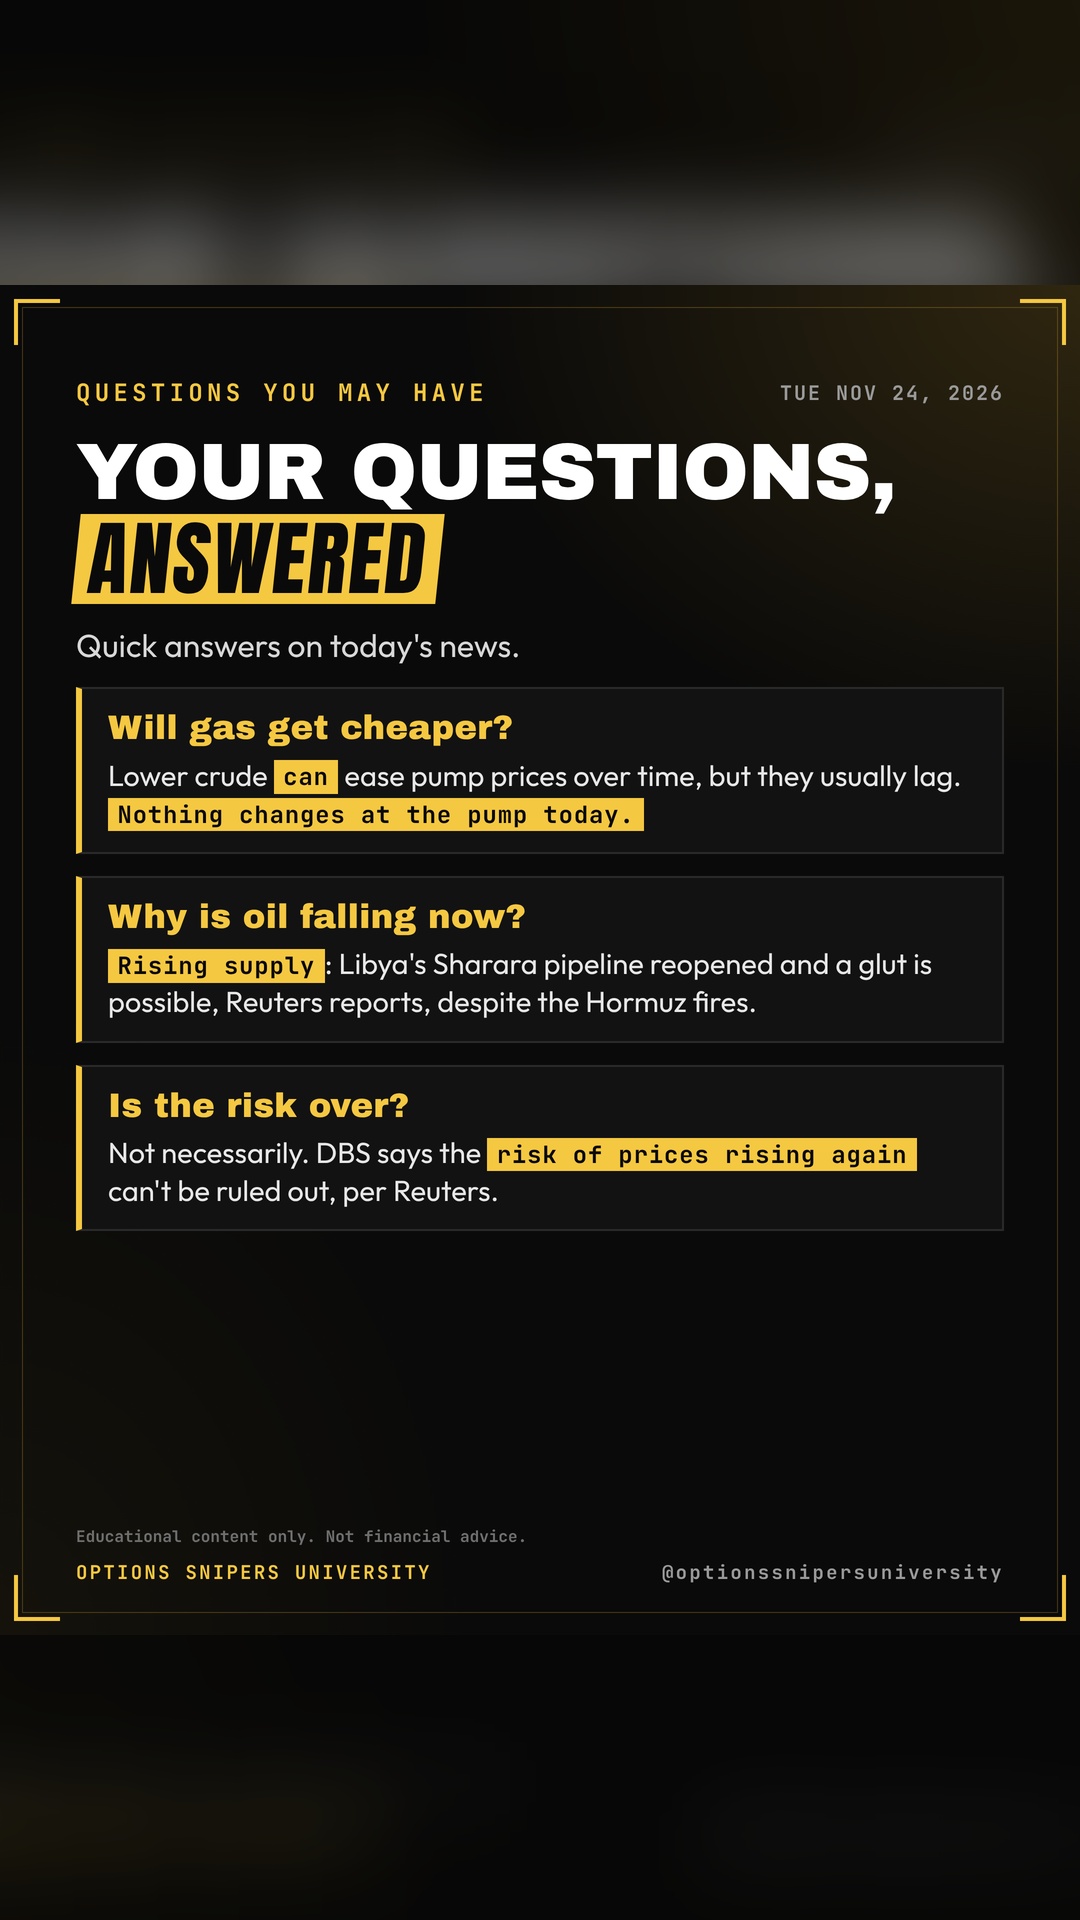 QUESTIONS YOU MAY HAVE
TUE NOV 24, 2026
YOUR QUESTIONS,
ANSWERED
Quick answers on today's news.
Will gas get cheaper?
Lower crude can ease pump prices over time, but they usually lag.
Nothing changes at the pump today.
Why is oil falling now?
Rising supply: Libya's Sharara pipeline reopened and a glut is
possible, Reuters reports, despite the Hormuz fires.
Is the risk over?
Not necessarily. DBS says the risk of prices rising again
can't be ruled out, per Reuters.
Educational content only. Not financial advice.
OPTIONS SNIPERS UNIVERSITY
@optionssnipersuniversity